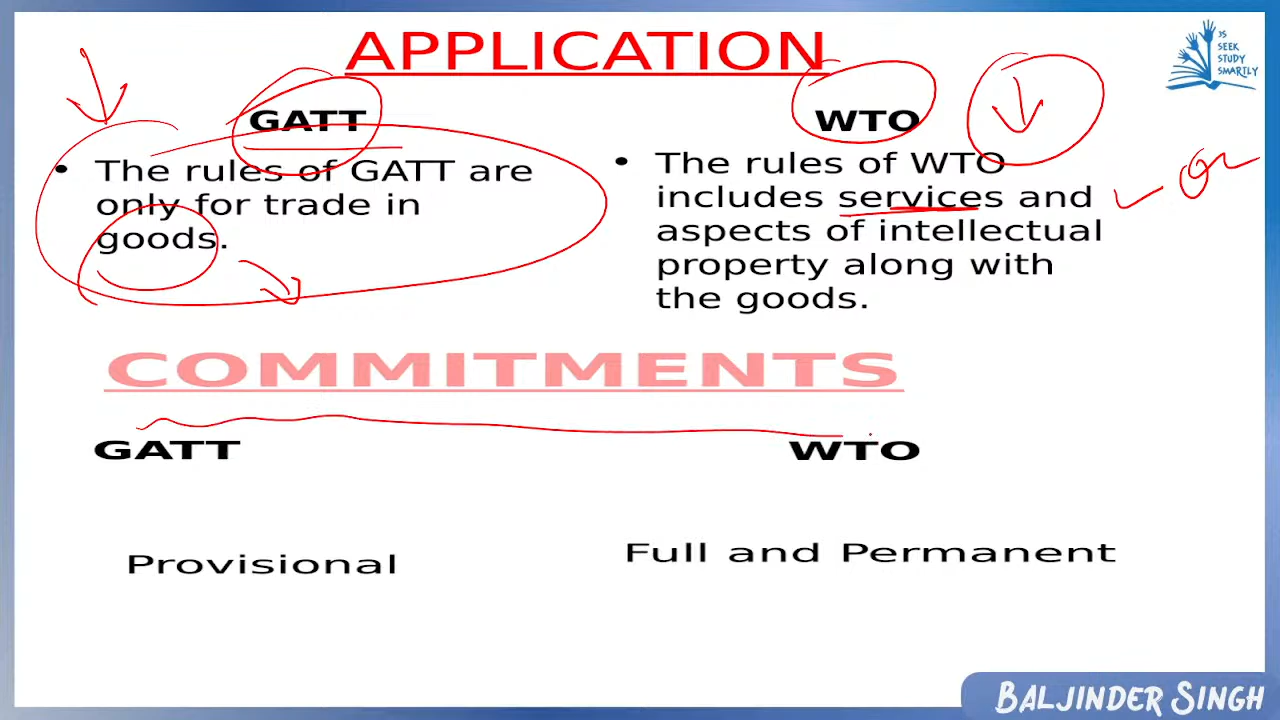 APPLICATION
JS
SEEK
STUDY
SMARTLY
GATT
WTO
• The rules of GATT are
only for trade in
goods.
• The rules of WTO
includes services and
aspects of intellectual
property along with
the goods.
COMMITMENTS
GATT
WTO
Provisional
Full and Permanent
BALJINDER SINGH